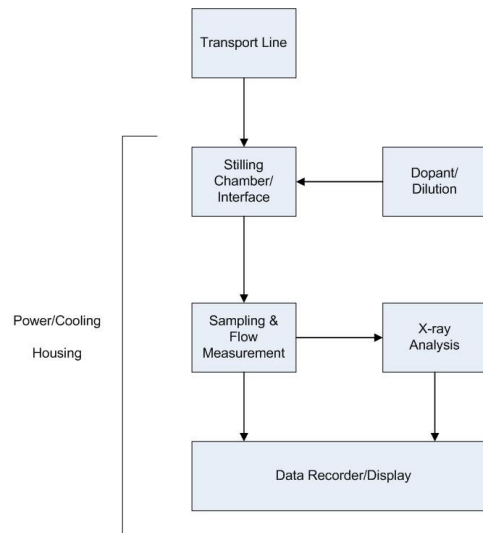 Transport Line
Stilling
Chamber/
Interface
Dopant/
Dilution
Power/Cooling
Housing
Sampling &
Flow
Measurement
X-ray
Analysis
Data Recorder/Display